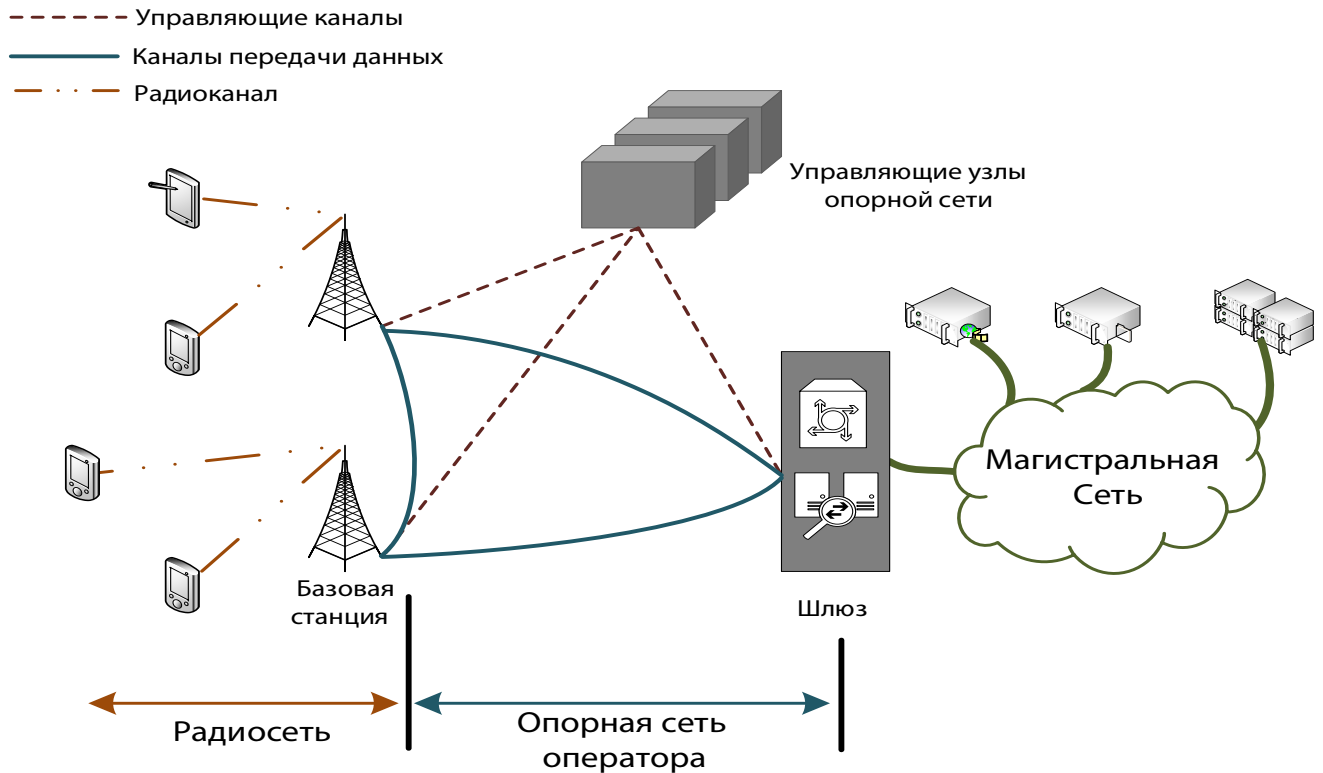 Управляющие каналы
Каналы передачи данных
Радиоканал
Управляющие узлы
опорной сети
Магистральная
Сеть
Базовая
станция
Шлюз
Радиосеть
Опорная сеть
оператора